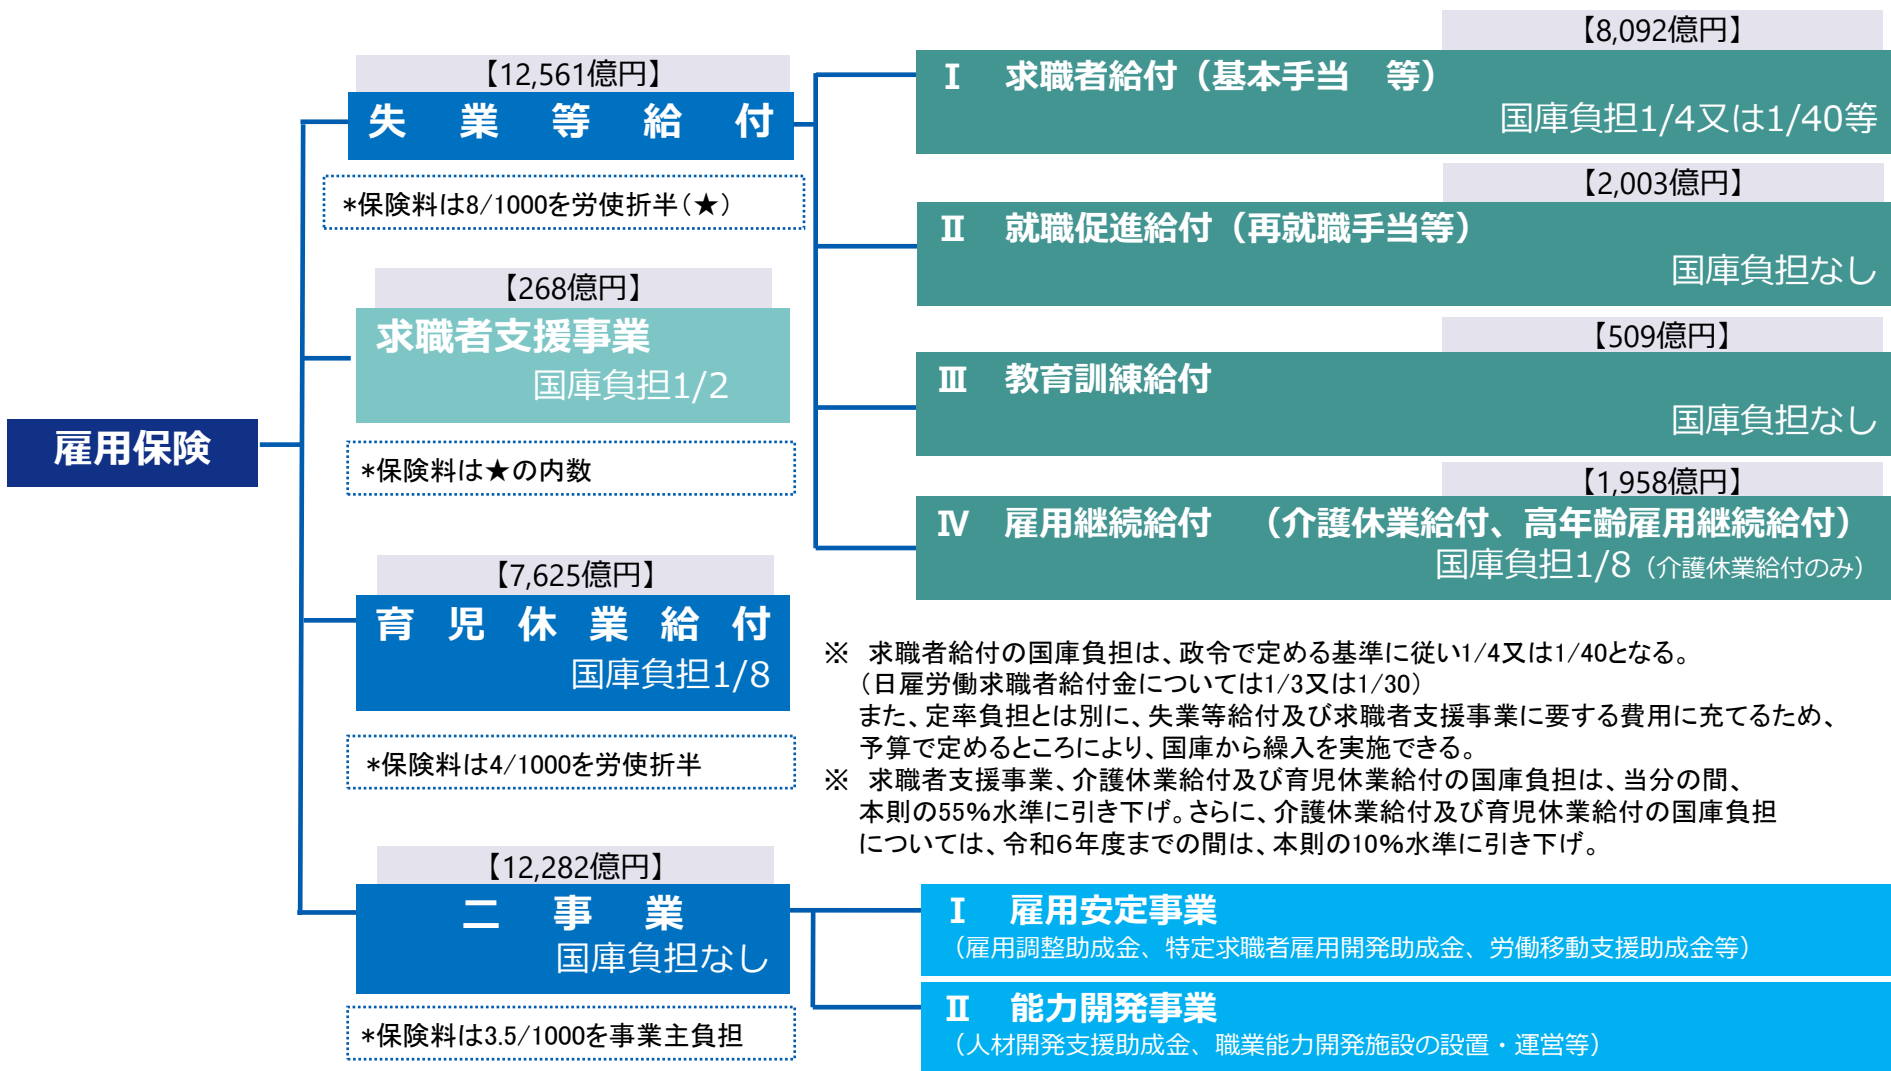 雇用保険
【12,561億円】
失業等給付
*保険料は8/1000を労使折半(★)
【268億円】
求職者支援事業
国庫負担1/2
*保険料は★の内数
【7,625億円】
育児休業給付
国庫負担1/8
*保険料は4/1000を労使折半
【12,282億円】
二事業
国庫負担なし
*保険料は3.5/1000を事業主負担
【8,092億円】
Ⅰ 求職者給付（基本手当 等）
国庫負担1/4又は1/40等
【2,003億円】
Ⅱ 就職促進給付（再就職手当等）
国庫負担なし
【509億円】
Ⅲ 教育訓練給付
国庫負担なし
【1,958億円】
Ⅳ 雇用継続給付 （介護休業給付、高年齢雇用継続給付）
国庫負担1/8（介護休業給付のみ）
※ 求職者給付の国庫負担は、政令で定める基準に従い1/4又は1/40となる。
（日雇労働求職者給付金については1/3又は1/30）
また、定率負担とは別に、失業等給付及び求職者支援事業に要する費用に充てるため、
予算で定めるところにより、国庫から繰入を実施できる。
※ 求職者支援事業、介護休業給付及び育児休業給付の国庫負担は、当分の間、
本則の55%水準に引き下げ。さらに、介護休業給付及び育児休業給付の国庫負担
については、令和６年度までの間は、本則の10%水準に引き下げ。
Ⅰ 雇用安定事業
（雇用調整助成金、特定求職者雇用開発助成金、労働移動支援助成金等）
Ⅱ 能力開発事業
（人材開発支援助成金、職業能力開発施設の設置・運営等）